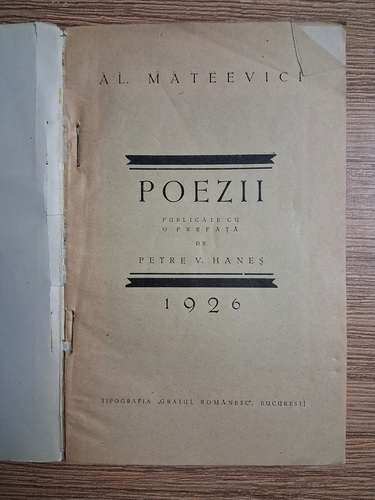 AL. MATEEVICI
POEZII
PUBLICATE CU
O PREFAȚĂ
DE
PETRE V. HANEȘ
1926
TIPOGRAFIA „GRAIUL ROMÂNESC”, BUCUREȘTI